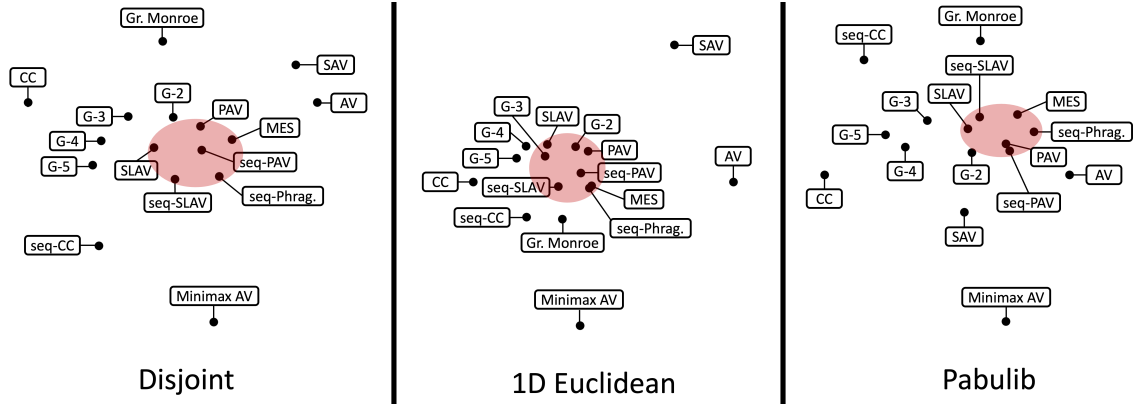 Gr. Monroe
SAV
CC
G-2
AV
G-3
PAV
MES
G-4
G-5
SLAV
seq-PAV
seq-SLAV
seq-Phrag.
seq-CC
Minimax AV
Disjoint
SAV
G-3
SLAV
G-4
G-2
G-5
PAV
AV
seq-PAV
CC
seq-SLAV
MES
seq-CC
seq-Phrag.
Gr. Monroe
Minimax AV
1D Euclidean
Gr. Monroe
seq-CC
seq-SLAV
SLAV
G-3
MES
G-5
seq-Phrag.
PAV
G-4
G-2
AV
CC
seq-PAV
SAV
Minimax AV
Pabulib